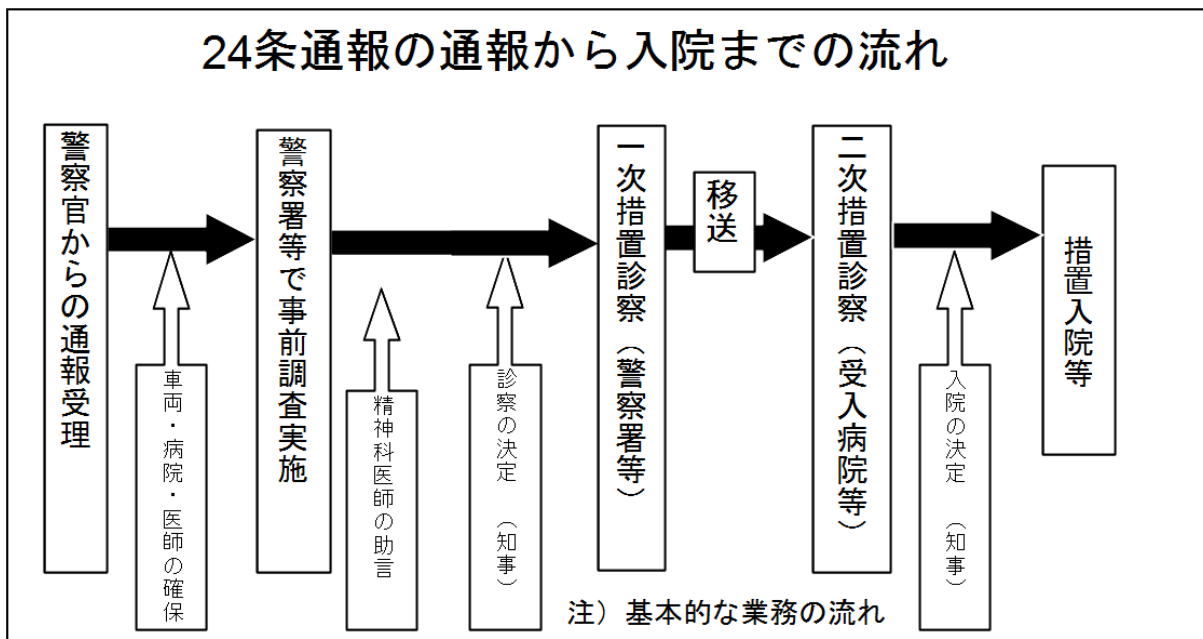 24条通報の通報から入院までの流れ
警察官からの通報受理
車両・病院・医師の確保
警察署等で事前調査実施
精神科医師の助言
診察の決定 (知事)
一次措置診察(警察署等)
移送
二次措置診察(受入病院等)
入院の決定 (知事)
措置入院等
注)基本的な業務の流れ